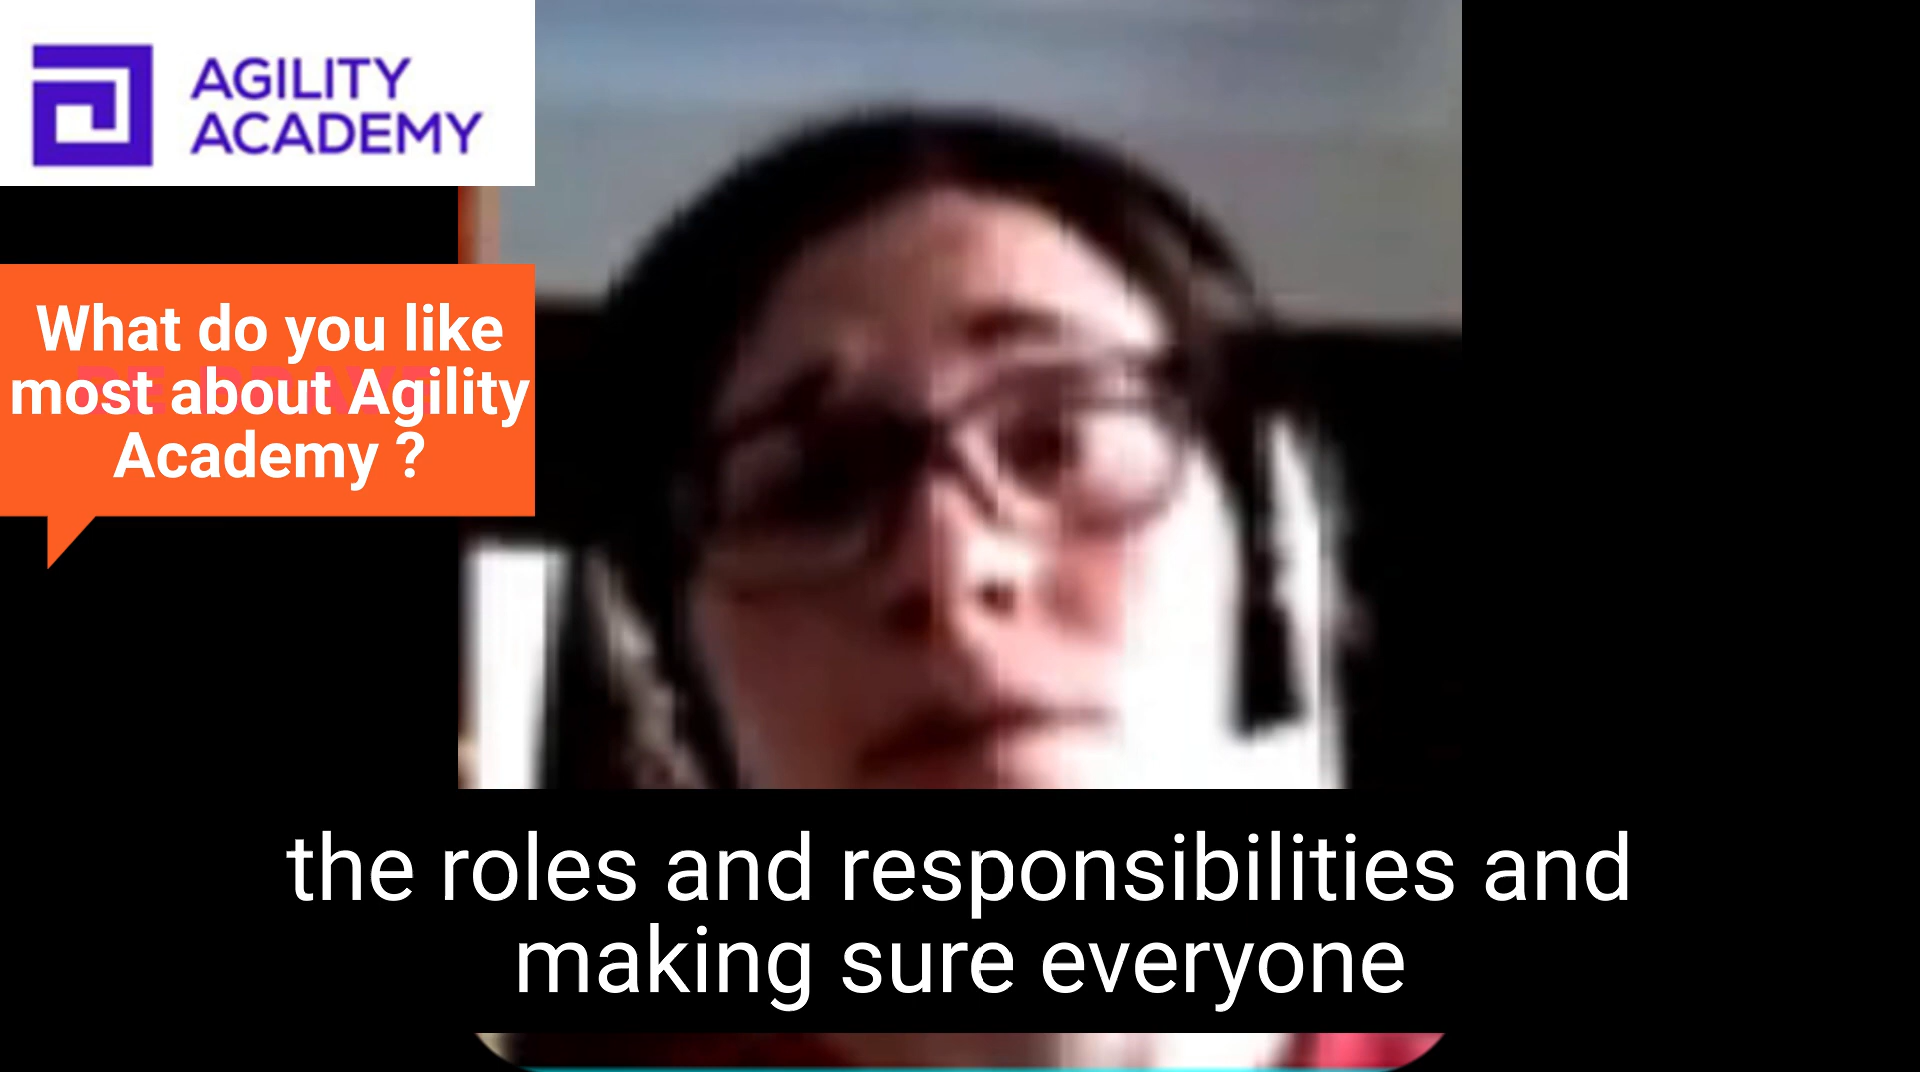 AGILITY
ACADEMY
What do you like
most about Agility
Academy ?
the roles and responsibilities and
making sure everyone